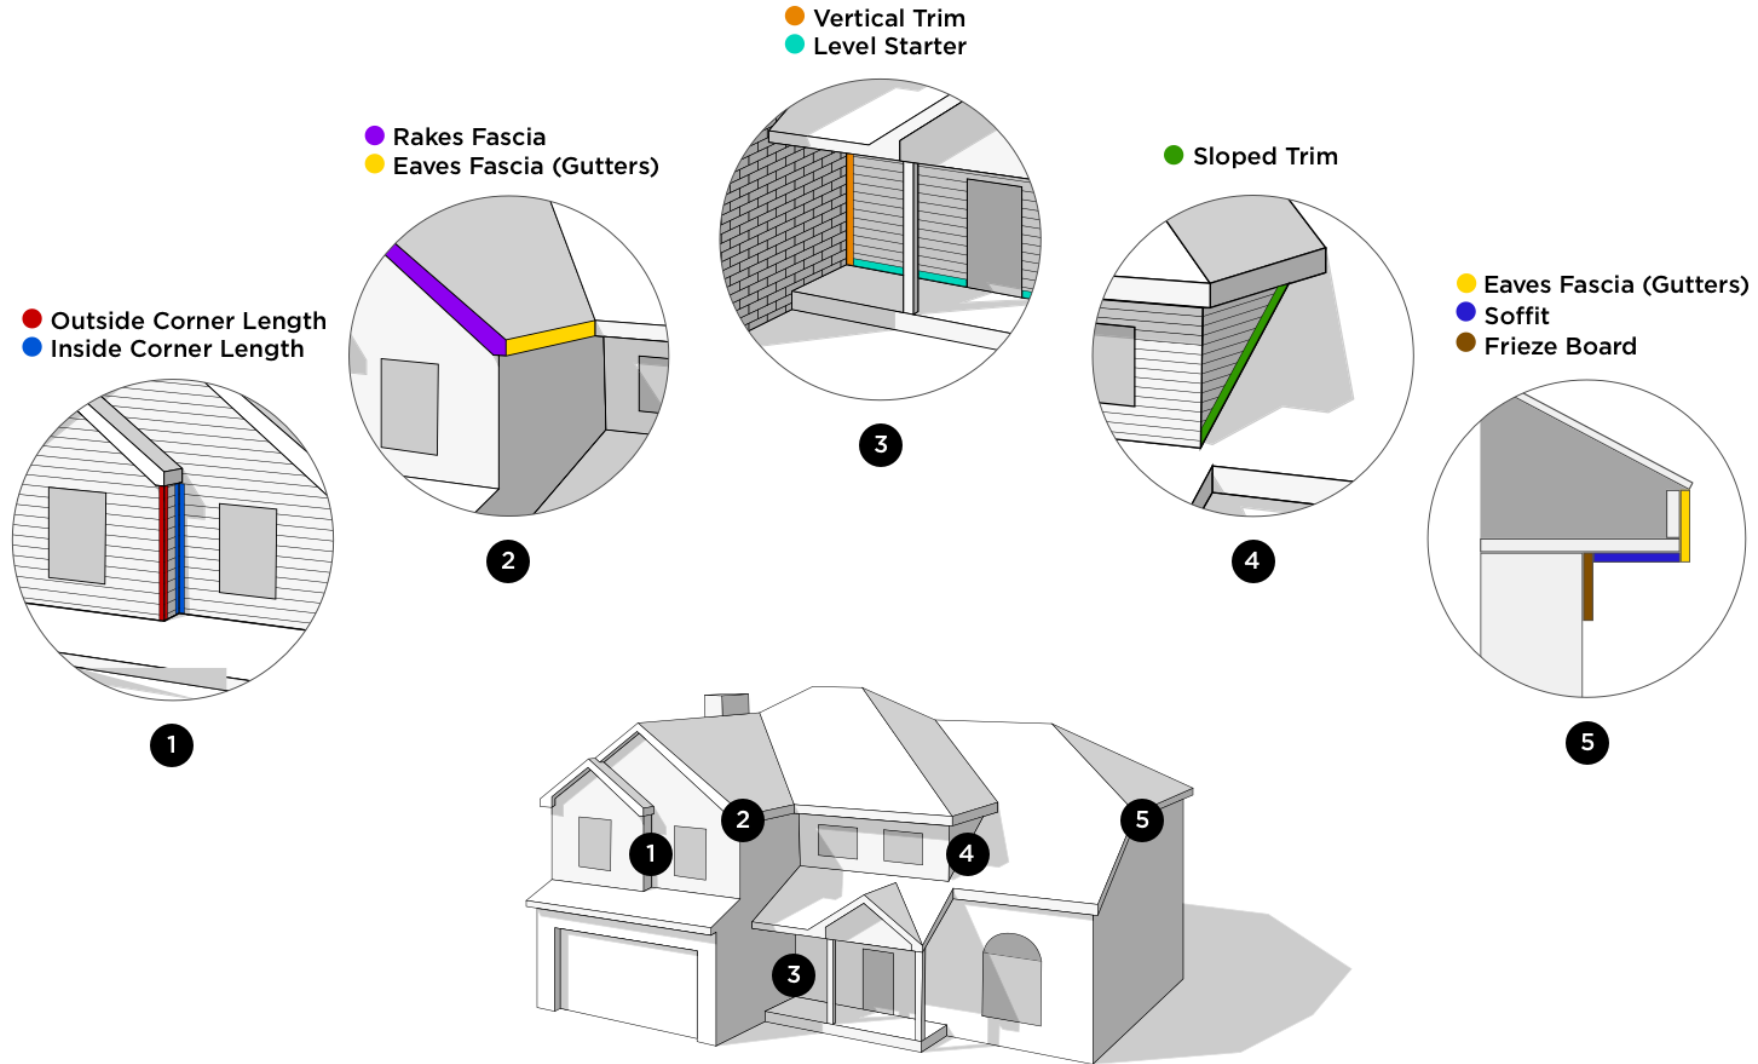 Vertical Trim
Level Starter
Rakes Fascia
Eaves Fascia (Gutters)
Sloped Trim
Eaves Fascia (Gutters)
Soffit
Frieze Board
Outside Corner Length
Inside Corner Length
3
2
4
1
5
2
5
1
4
3